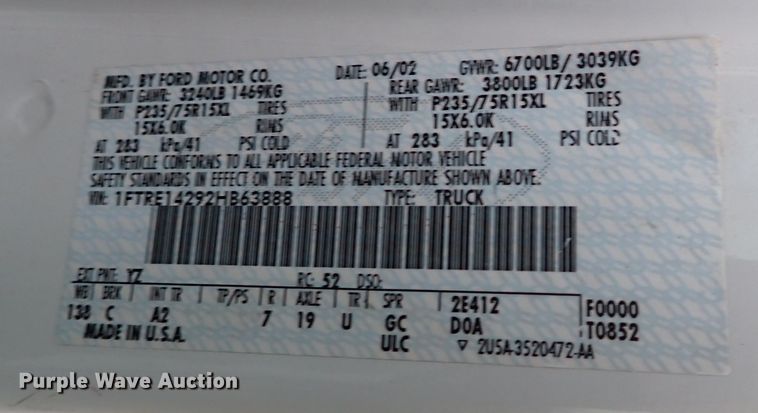 MFD. BY FORD MOTOR CO. DATE: 06/02 GVWR: 6700LB/ 3039KG
FRONT GAWR: 3240LB 1469KG REAR GAWR: 3800LB 1723KG
WITH P235/75R15XL TIRES WITH P235/75R15XL TIRES
15X6.0K RIMS 15X6.0K RIMS
AT 283 kPa/41 PSI COLD AT 283 kPa/41 PSI COLD
THIS VEHICLE CONFORMS TO ALL APPLICABLE FEDERAL MOTOR VEHICLE
SAFETY STANDARDS IN EFFECT ON THE DATE OF MANUFACTURE SHOWN ABOVE.
VIN: 1FTRE14292HB63888 TYPE: TRUCK
EXT PNT: YZ RC: 52 DSO:
WB BRK INT TR TP/PS R AXLE TR SPR 2E412 F0000
138 C A2 7 19 U GC D0A T0852
MADE IN U.S.A. ULC ▽ 2U5A-3520472-AA
Purple Wave Auction